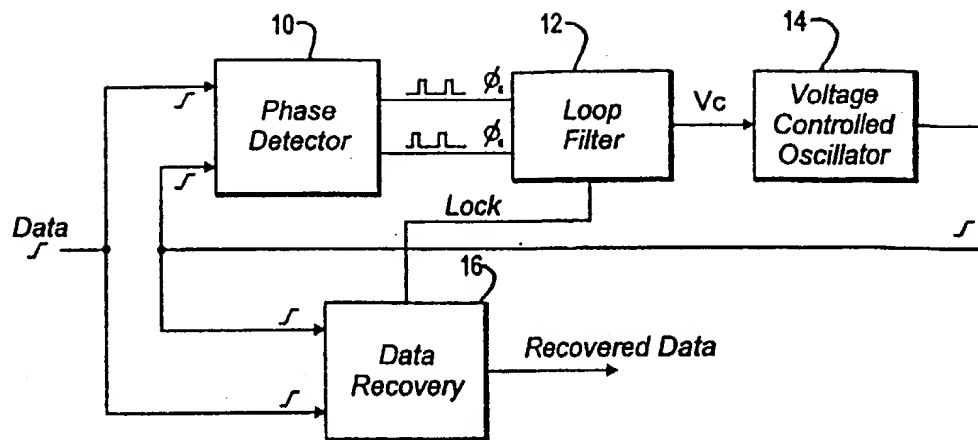 10
12
14
Phase
Detector
ϕ
ϕ
Loop
Filter
Vc
Voltage
Controlled
Oscillator
Lock
Data
16
Data
Recovery
Recovered Data